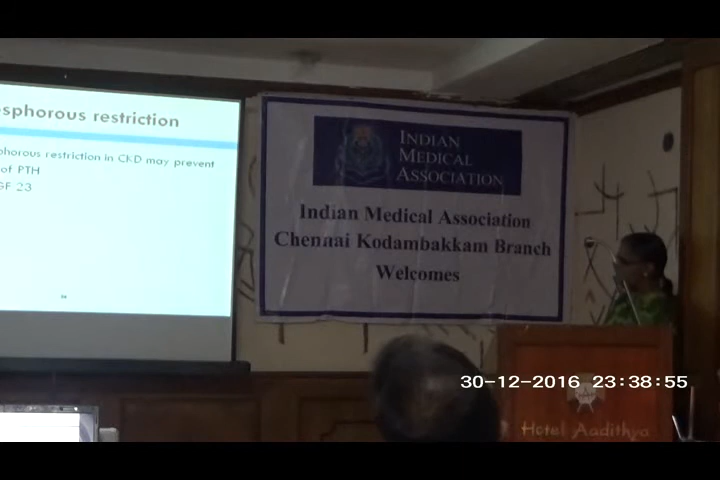 sphorous restriction
phorous restriction in CKD may prevent
of PTH
GF 23
INDIAN
MEDICAL
ASSOCIATION
Indian Medical Association
Chennai Kodambakkam Branch
Welcomes
30-12-2016 23:38:55
Hotel Aadithya